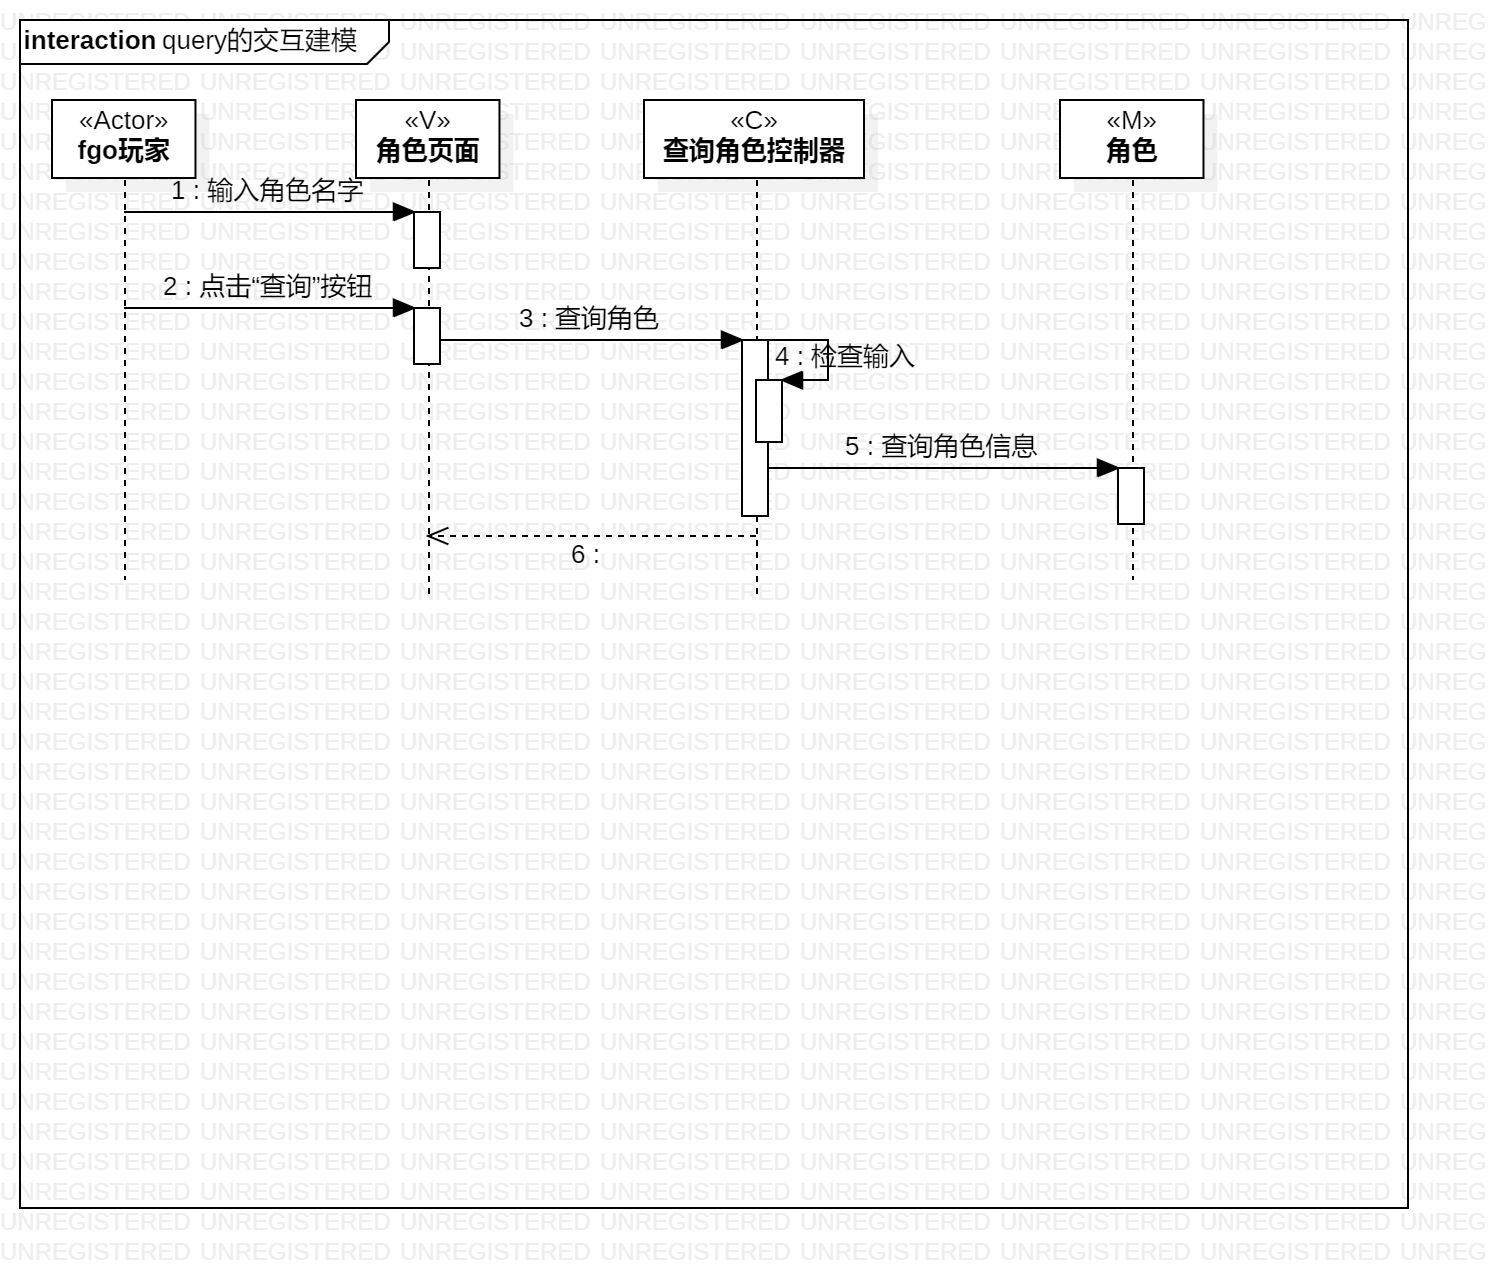 interaction query的交互建模
«Actor»
fgo玩家
«V»
角色页面
«C»
查询角色控制器
«M»
角色
1 : 输入角色名字
2 : 点击“查询”按钮
3 : 查询角色
4 : 检查输入
5 : 查询角色信息
6 :
UNREGISTERED